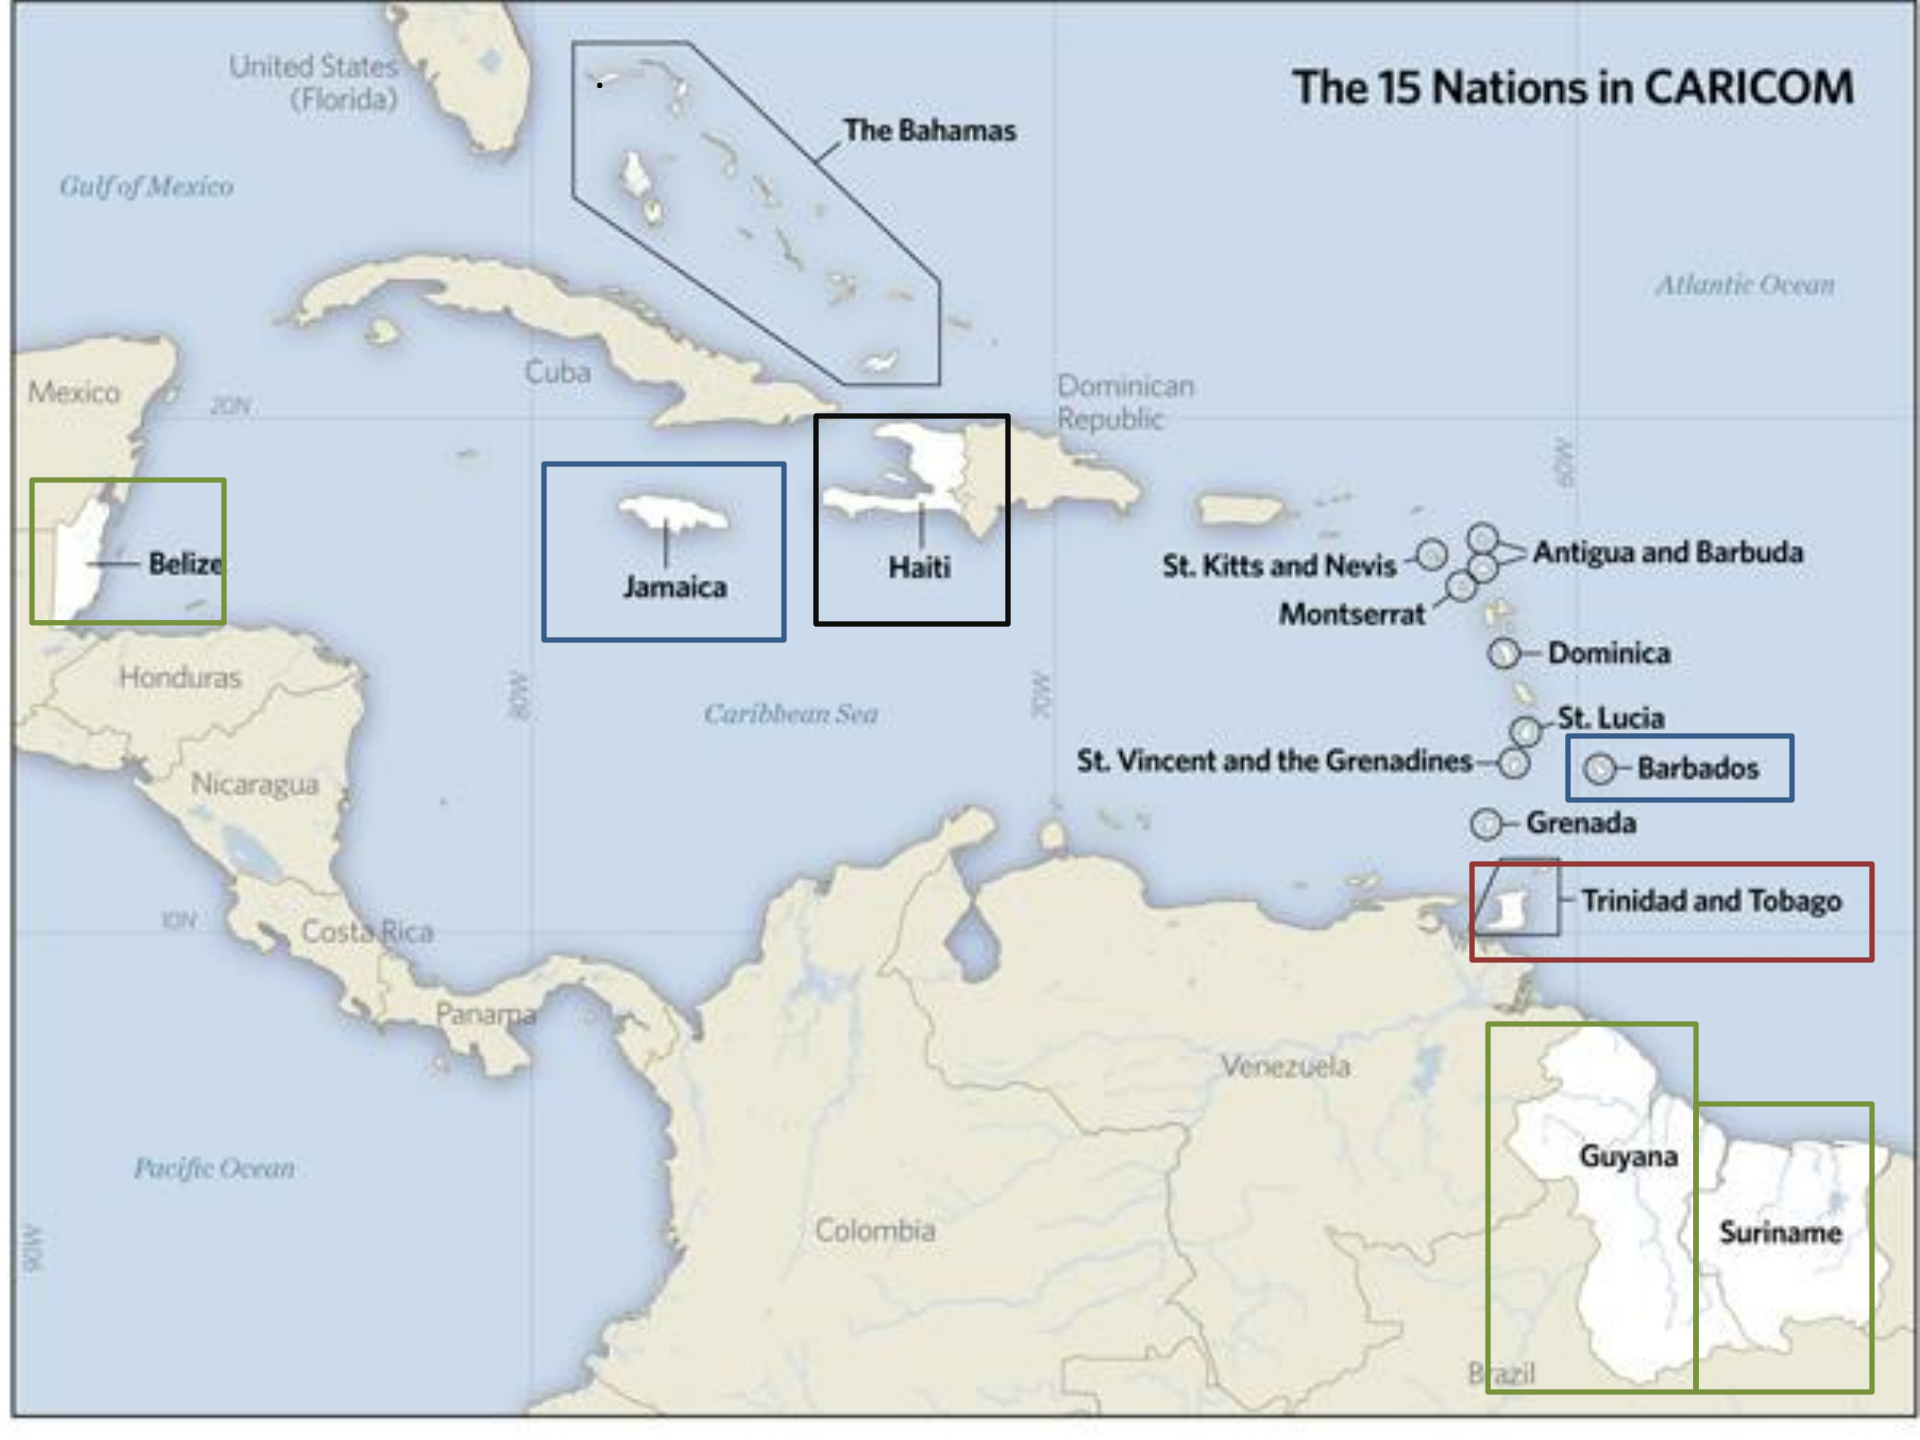 United States
(Florida)
The 15 Nations in CARICOM
The Bahamas
Gulf of Mexico
Atlantic Ocean
Cuba
Mexico
20N
Dominican
Republic
60W
Belize
Jamaica
Haiti
St. Kitts and Nevis
Antigua and Barbuda
Montserrat
Dominica
Honduras
80W
Caribbean Sea
70W
St. Lucia
St. Vincent and the Grenadines
Barbados
Nicaragua
Grenada
Trinidad and Tobago
10N
Costa Rica
Panama
Venezuela
Pacific Ocean
Guyana
Colombia
Suriname
90W
Brazil